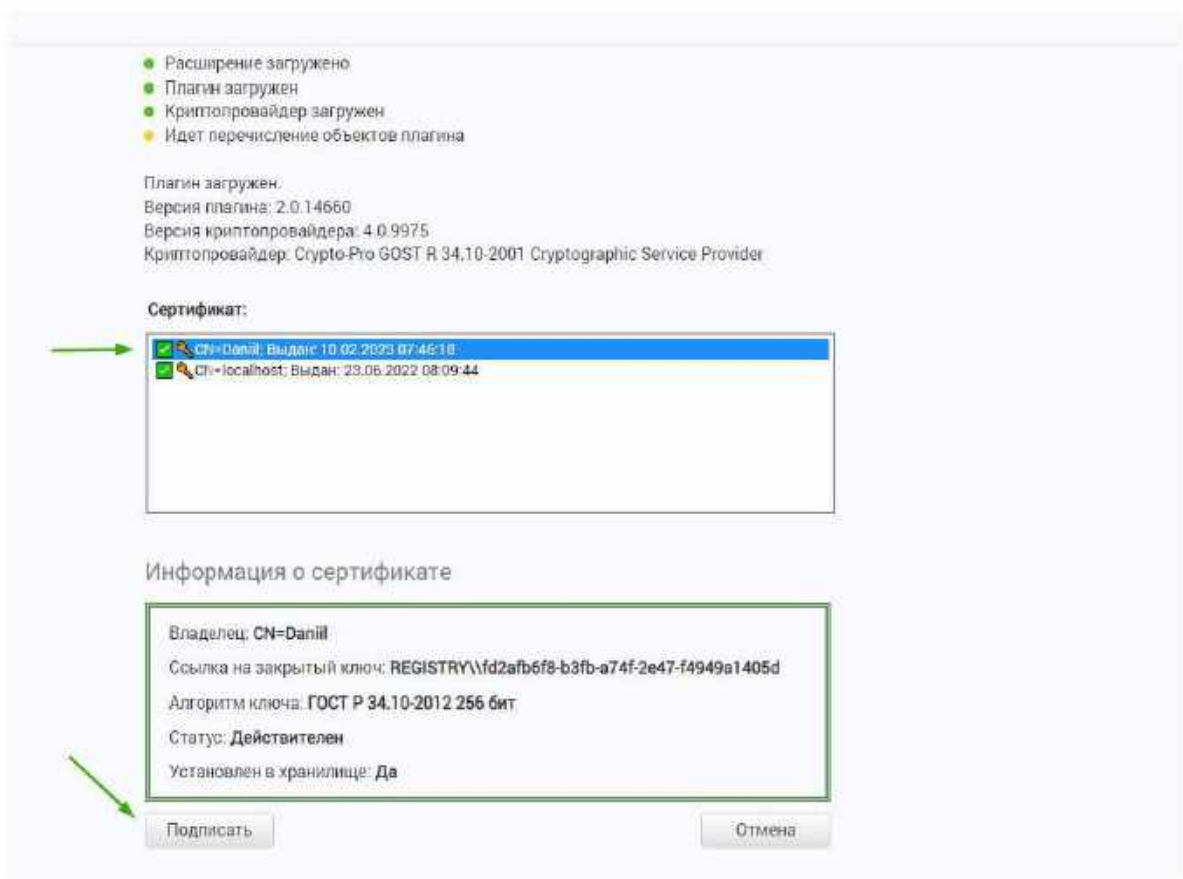 Расширение загружено
Плагин загружен
Криптопровайдер загружен
Идет перечисление объектов плагина
Плагин загружен.
Версия плагина: 2.0.14660
Версия криптопровайдера: 4.0.9975
Криптопровайдер: Crypto-Pro GOST R 34.10-2001 Cryptographic Service Provider
Сертификат:
CN=Daniil; Выдан: 10.02.2023 07:46:18
CN=localhost; Выдан: 23.06.2022 08:09:44
Информация о сертификате
Владелец: CN=Daniil
Ссылка на закрытый ключ: REGISTRY\\fd2afb6f8-b3fb-a74f-2e47-f4949a1405d
Алгоритм ключа: ГОСТ Р 34.10-2012 256 бит
Статус: Действителен
Установлен в хранилище: Да
Подписать Отмена